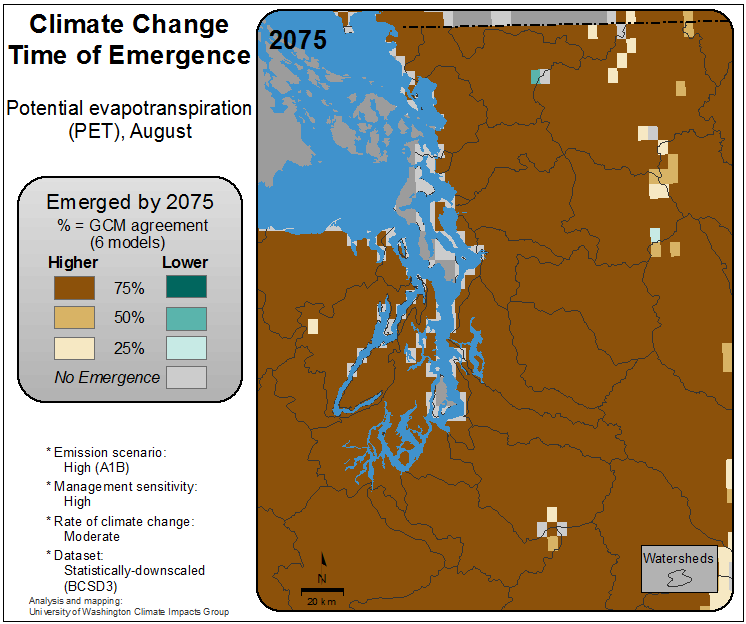 Climate Change
Time of Emergence
Potential evapotranspiration
(PET), August
Emerged by 2075
% = GCM agreement
(6 models)
Higher Lower
75%
50%
25%
No Emergence
* Emission scenario:
High (A1B)
* Management sensitivity:
High
* Rate of climate change:
Moderate
* Dataset:
Statistically-downscaled
(BCSD3)
Analysis and mapping:
University of Washington Climate Impacts Group
2075
N
20 km
Watersheds